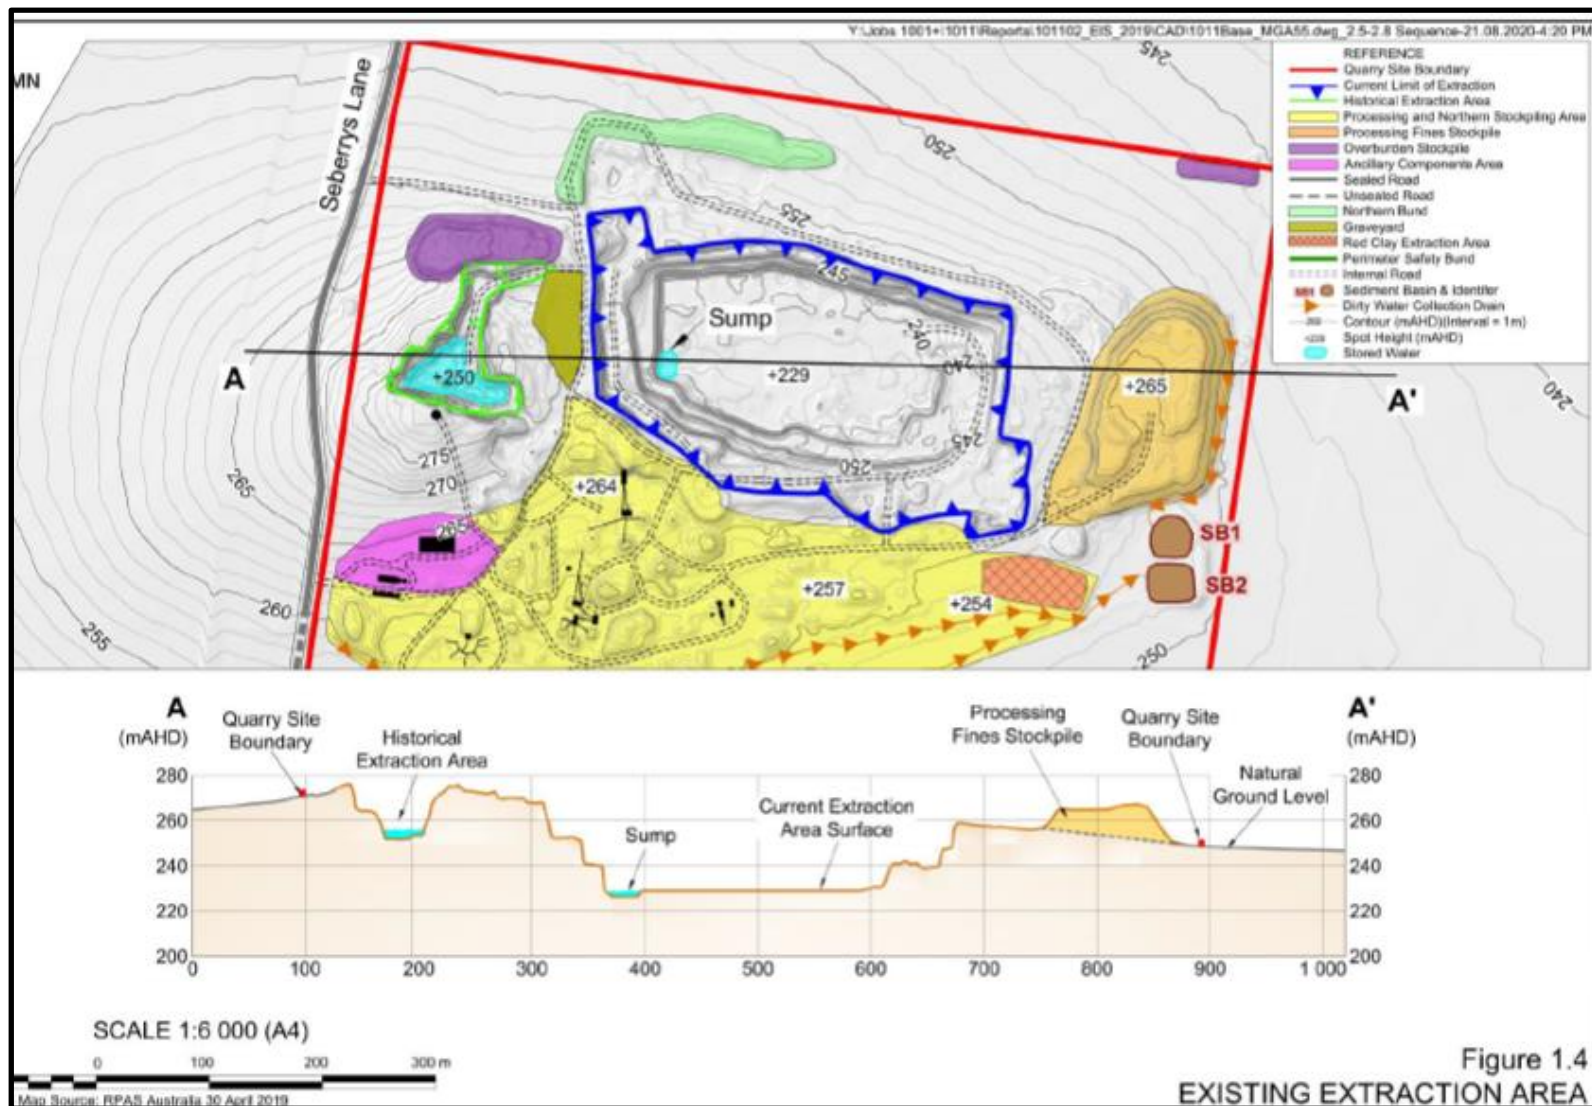 Y:\Jobs 1001+\1011\Reports\101102_EIS_2019\CAD\1011Base_MGA55.dwg_2.5-2.8 Sequence-21.08.2020-4:20 PM
MN
Seberrys Lane
245
250
255
REFERENCE
Quarry Site Boundary
Current Limit of Extraction
Historical Extraction Area
Processing and Northern Stockpiling Area
Processing Fines Stockpile
Overburden Stockpile
Ancillary Components Area
Sealed Road
Unsealed Road
Northern Bund
Graveyard
Red Clay Extraction Area
Perimeter Safety Bund
Internal Road
SB1 Sediment Basin & Identifer
Dirty Water Collection Drain
Contour (mAHD)(Interval = 1m)
+229 Spot Height (mAHD)
Stored Water
245
Sump
240
240
240
A
+250
+229
+265
A'
275
270
265
265
245
250
+264
SB1
SB2
+257
+254
260
255
250
A
(mAHD)
Quarry Site
Boundary
Historical
Extraction Area
Processing
Fines Stockpile
Quarry Site
Boundary
A'
(mAHD)
Natural
Ground Level
Sump
Current Extraction
Area Surface
280 280
260 260
240 240
220 220
200 200
0 100 200 300 400 500 600 700 800 900 1 000
SCALE 1:6 000 (A4)
0 100 200 300 m
Map Source: RPAS Australia 30 April 2019
Figure 1.4
EXISTING EXTRACTION AREA